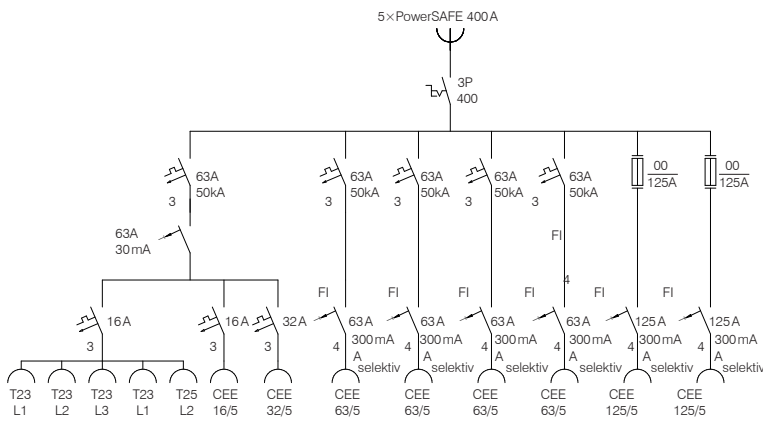 5×PowerSAFE 400A
3P
400
63A
50kA
3
63A
50kA
3
63A
50kA
3
63A
50kA
3
63A
50kA
3
00
125A
00
125A
63A
30mA
FI
4
FI
FI
FI
FI
FI
FI
16A
3
16A
3
32A
3
63A
300mA
4
A
selektiv
63A
300mA
4
A
selektiv
63A
300mA
4
A
selektiv
63A
300mA
4
A
selektiv
125A
300mA
4
A
selektiv
125A
300mA
4
A
selektiv
T23
L1
T23
L2
T23
L3
T23
L1
T25
L2
CEE
16/5
CEE
32/5
CEE
63/5
CEE
63/5
CEE
63/5
CEE
63/5
CEE
125/5
CEE
125/5